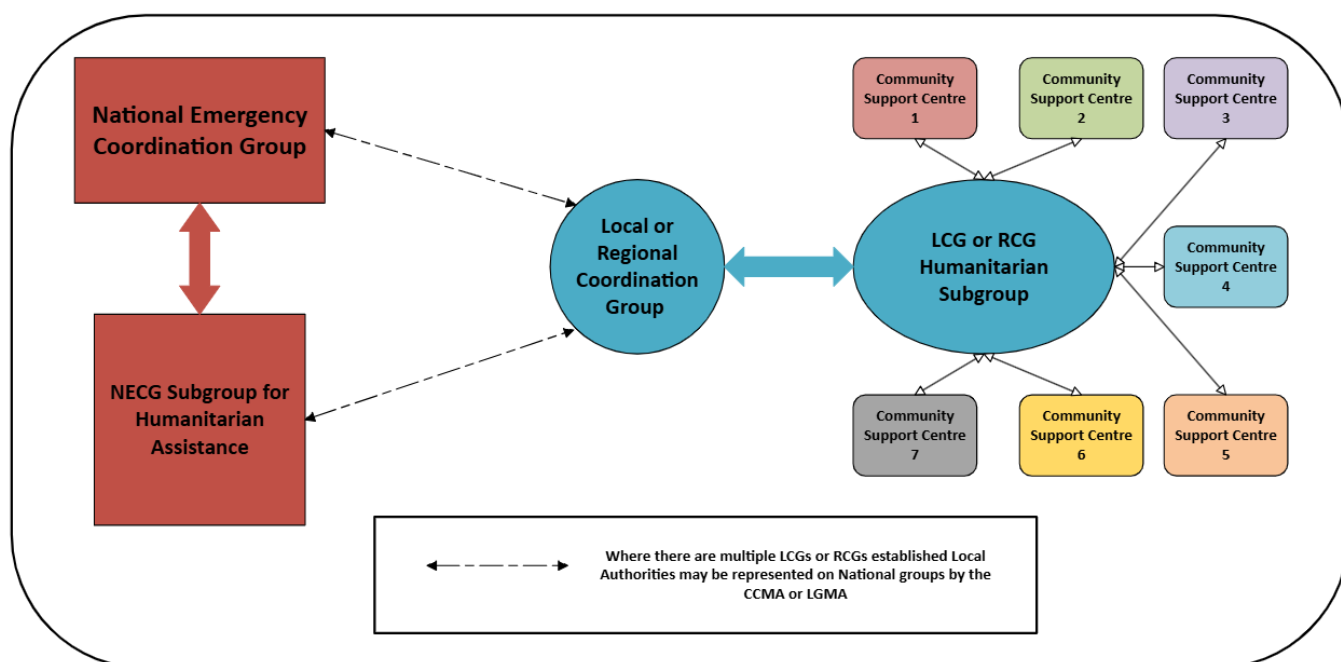 National Emergency
Coordination Group
NECG Subgroup for
Humanitarian
Assistance
Local or
Regional
Coordination
Group
LCG or RCG
Humanitarian
Subgroup
Community
Support Centre
1
Community
Support Centre
2
Community
Support Centre
3
Community
Support Centre
4
Community
Support Centre
5
Community
Support Centre
6
Community
Support Centre
7
Where there are multiple LCGs or RCGs established Local
Authorities may be represented on National groups by the
CCMA or LGMA